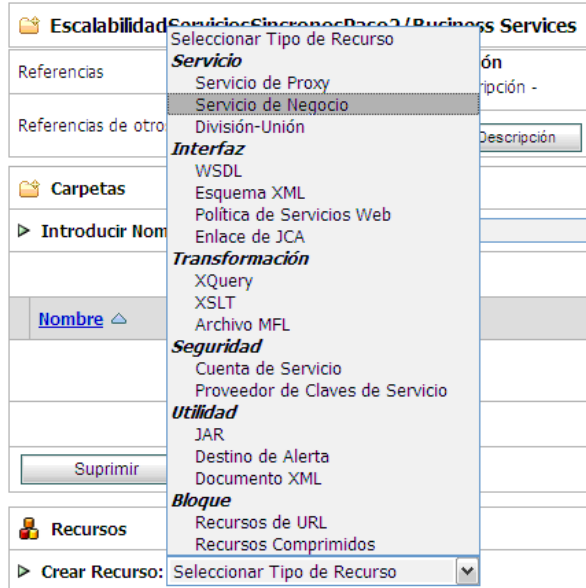 EscalabilidadServiciosSincronosPaso2/Business Services
Seleccionar Tipo de Recurso
Servicio
Referencias
Servicio de Proxy
ripción -
Servicio de Negocio
Referencias de otro
División-Unión
Descripción
Interfaz
WSDL
Carpetas
Esquema XML
Política de Servicios Web
Introducir Nom
Enlace de JCA
Transformación
XQuery
XSLT
Nombre
Archivo MFL
Seguridad
Cuenta de Servicio
Proveedor de Claves de Servicio
Utilidad
JAR
Destino de Alerta
Suprimir
Documento XML
Bloque
Recursos de URL
Recursos
Recursos Comprimidos
Crear Recurso: Seleccionar Tipo de Recurso